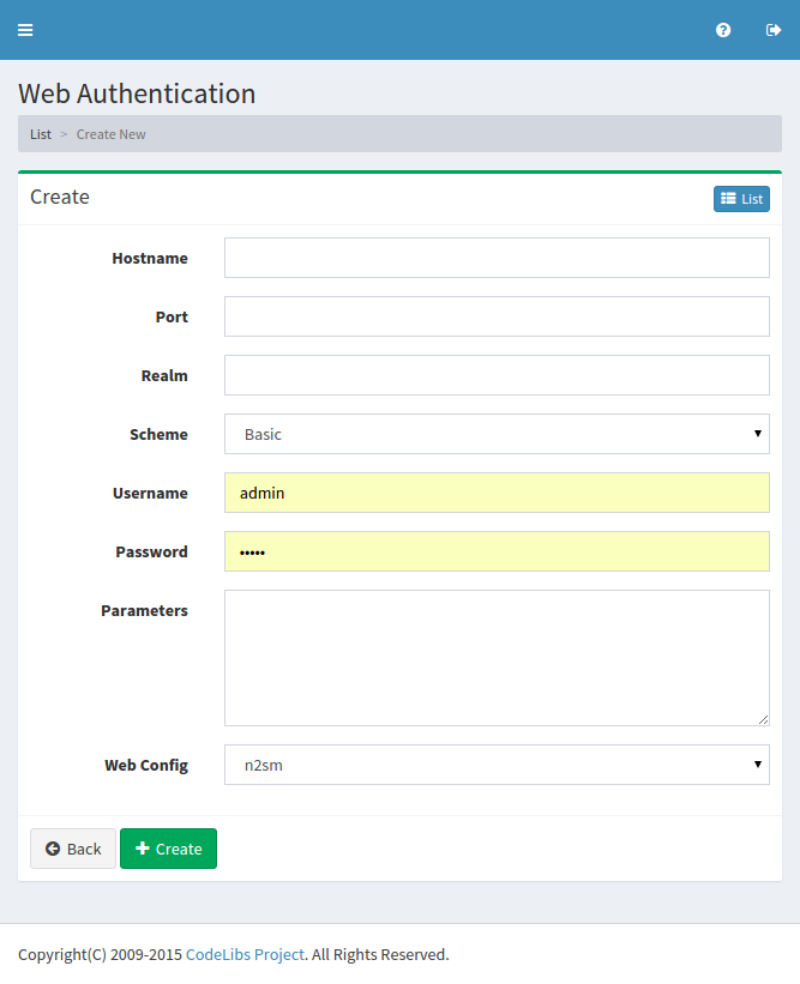 Web Authentication
List > Create New
Create
List
Hostname
Port
Realm
Scheme Basic
Username admin
Password •••••
Parameters
Web Config n2sm
Back Create
Copyright(C) 2009-2015 CodeLibs Project. All Rights Reserved.